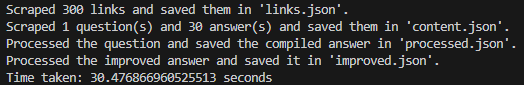 Scraped 300 links and saved them in 'links.json'.
Scraped 1 question(s) and 30 answer(s) and saved them in 'content.json'.
Processed the question and saved the compiled answer in 'processed.json'.
Processed the improved answer and saved it in 'improved.json'.
Time taken: 30.476866960525513 seconds